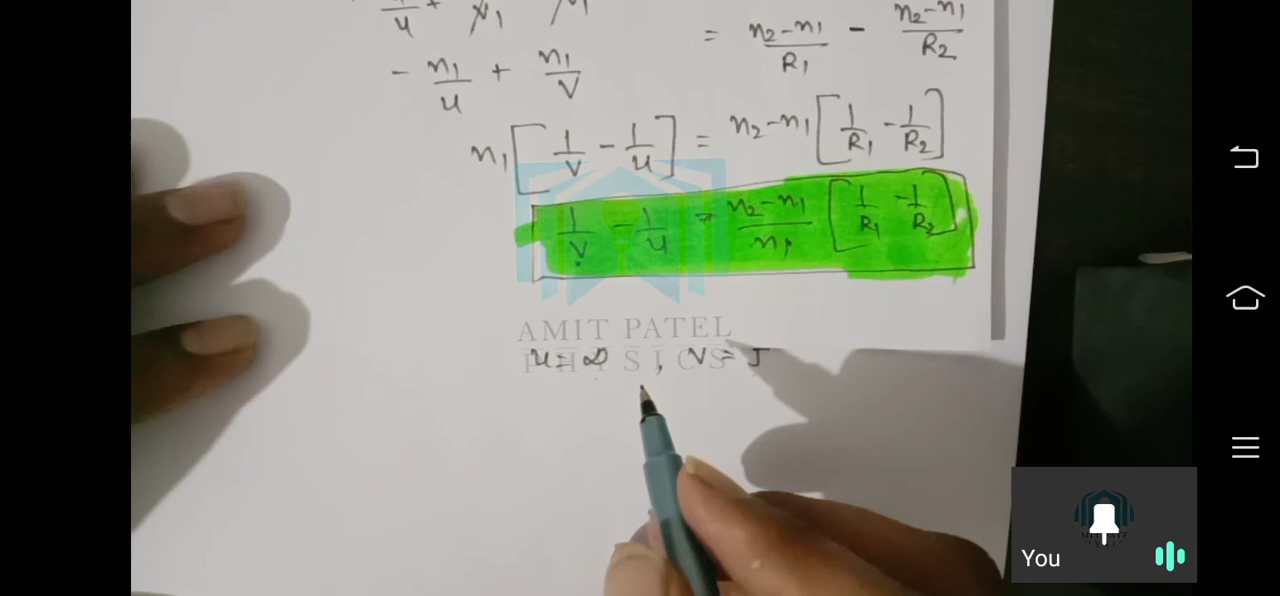 = n2-n1/R1 - n2-n1/R2
- n1/u + n1/v
n1 [1/v - 1/u] = n2-n1 [1/R1 - 1/R2]
1/v - 1/u = n2-n1/n1 [1/R1 - 1/R2]
AMIT PATEL
PHYSICS
u = ∞ , v = f
You